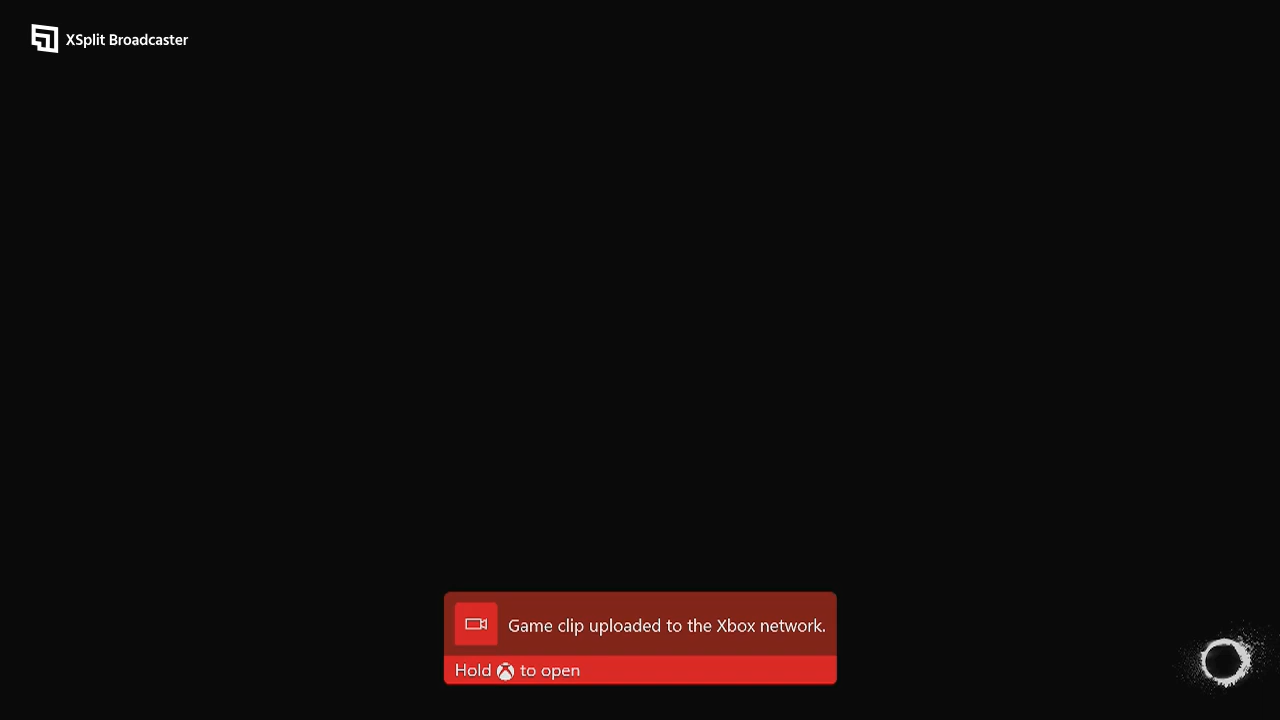 XSplit Broadcaster
Game clip uploaded to the Xbox network.
Hold to open